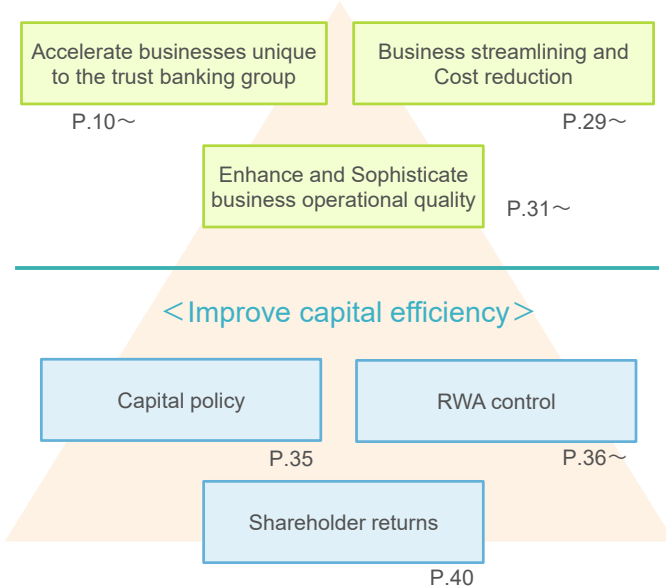 Accelerate businesses unique
to the trust banking group
P.10～
Business streamlining and
Cost reduction
P.29～
Enhance and Sophisticate
business operational quality
P.31～
＜Improve capital efficiency＞
Capital policy
P.35
RWA control
P.36～
Shareholder returns
P.40